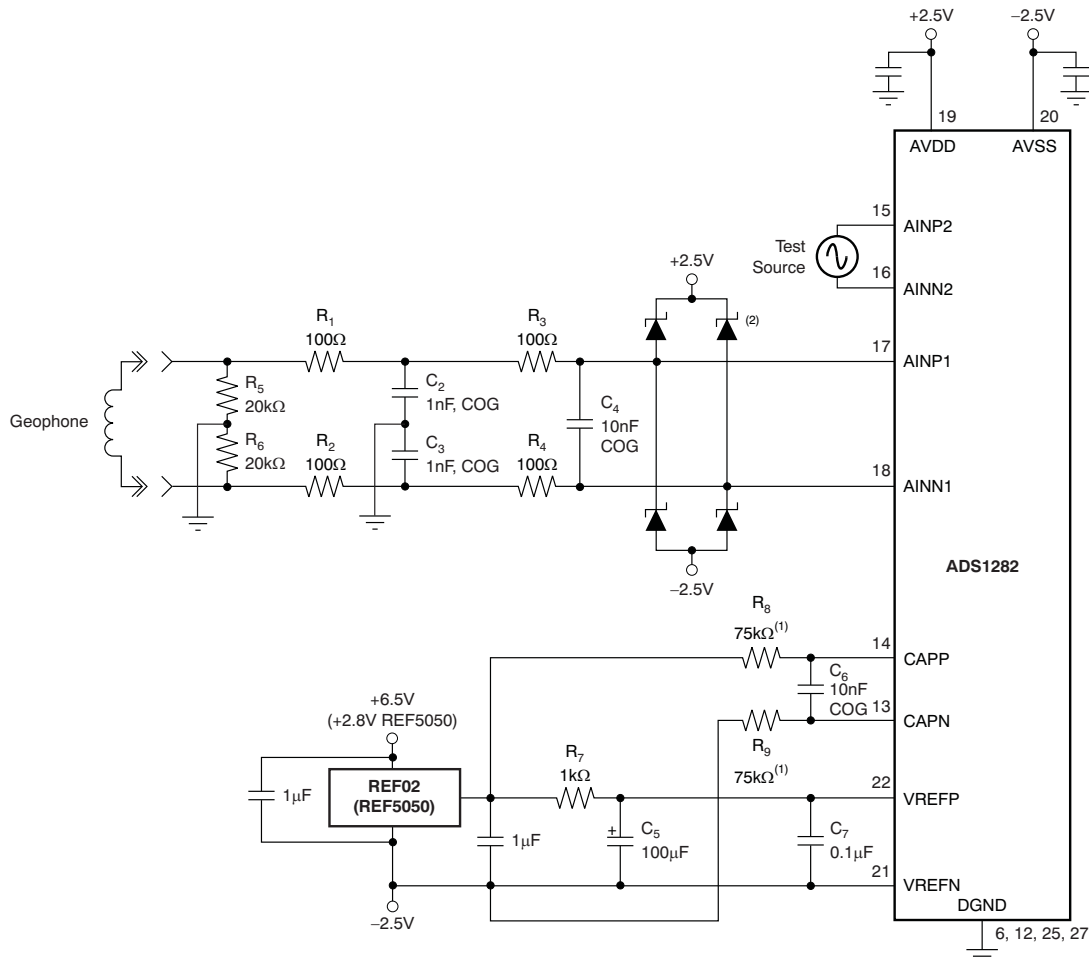 +2.5V
−2.5V
19
20
AVDD
AVSS
15
AINP2
Test
Source
16
AINN2
+2.5V
(2)
R1
100Ω
R3
100Ω
17
AINP1
R5
20kΩ
C2
1nF, COG
C4
10nF
COG
Geophone
R6
20kΩ
R2
100Ω
C3
1nF, COG
R4
100Ω
18
AINN1
−2.5V
ADS1282
R8
75kΩ(1)
14
CAPP
C6
10nF
COG
13
CAPN
+6.5V
(+2.8V REF5050)
R9
75kΩ(1)
R7
1kΩ
REF02
(REF5050)
1µF
22
VREFP
1µF
+
C5
100µF
C7
0.1µF
21
VREFN
−2.5V
DGND
6, 12, 25, 27